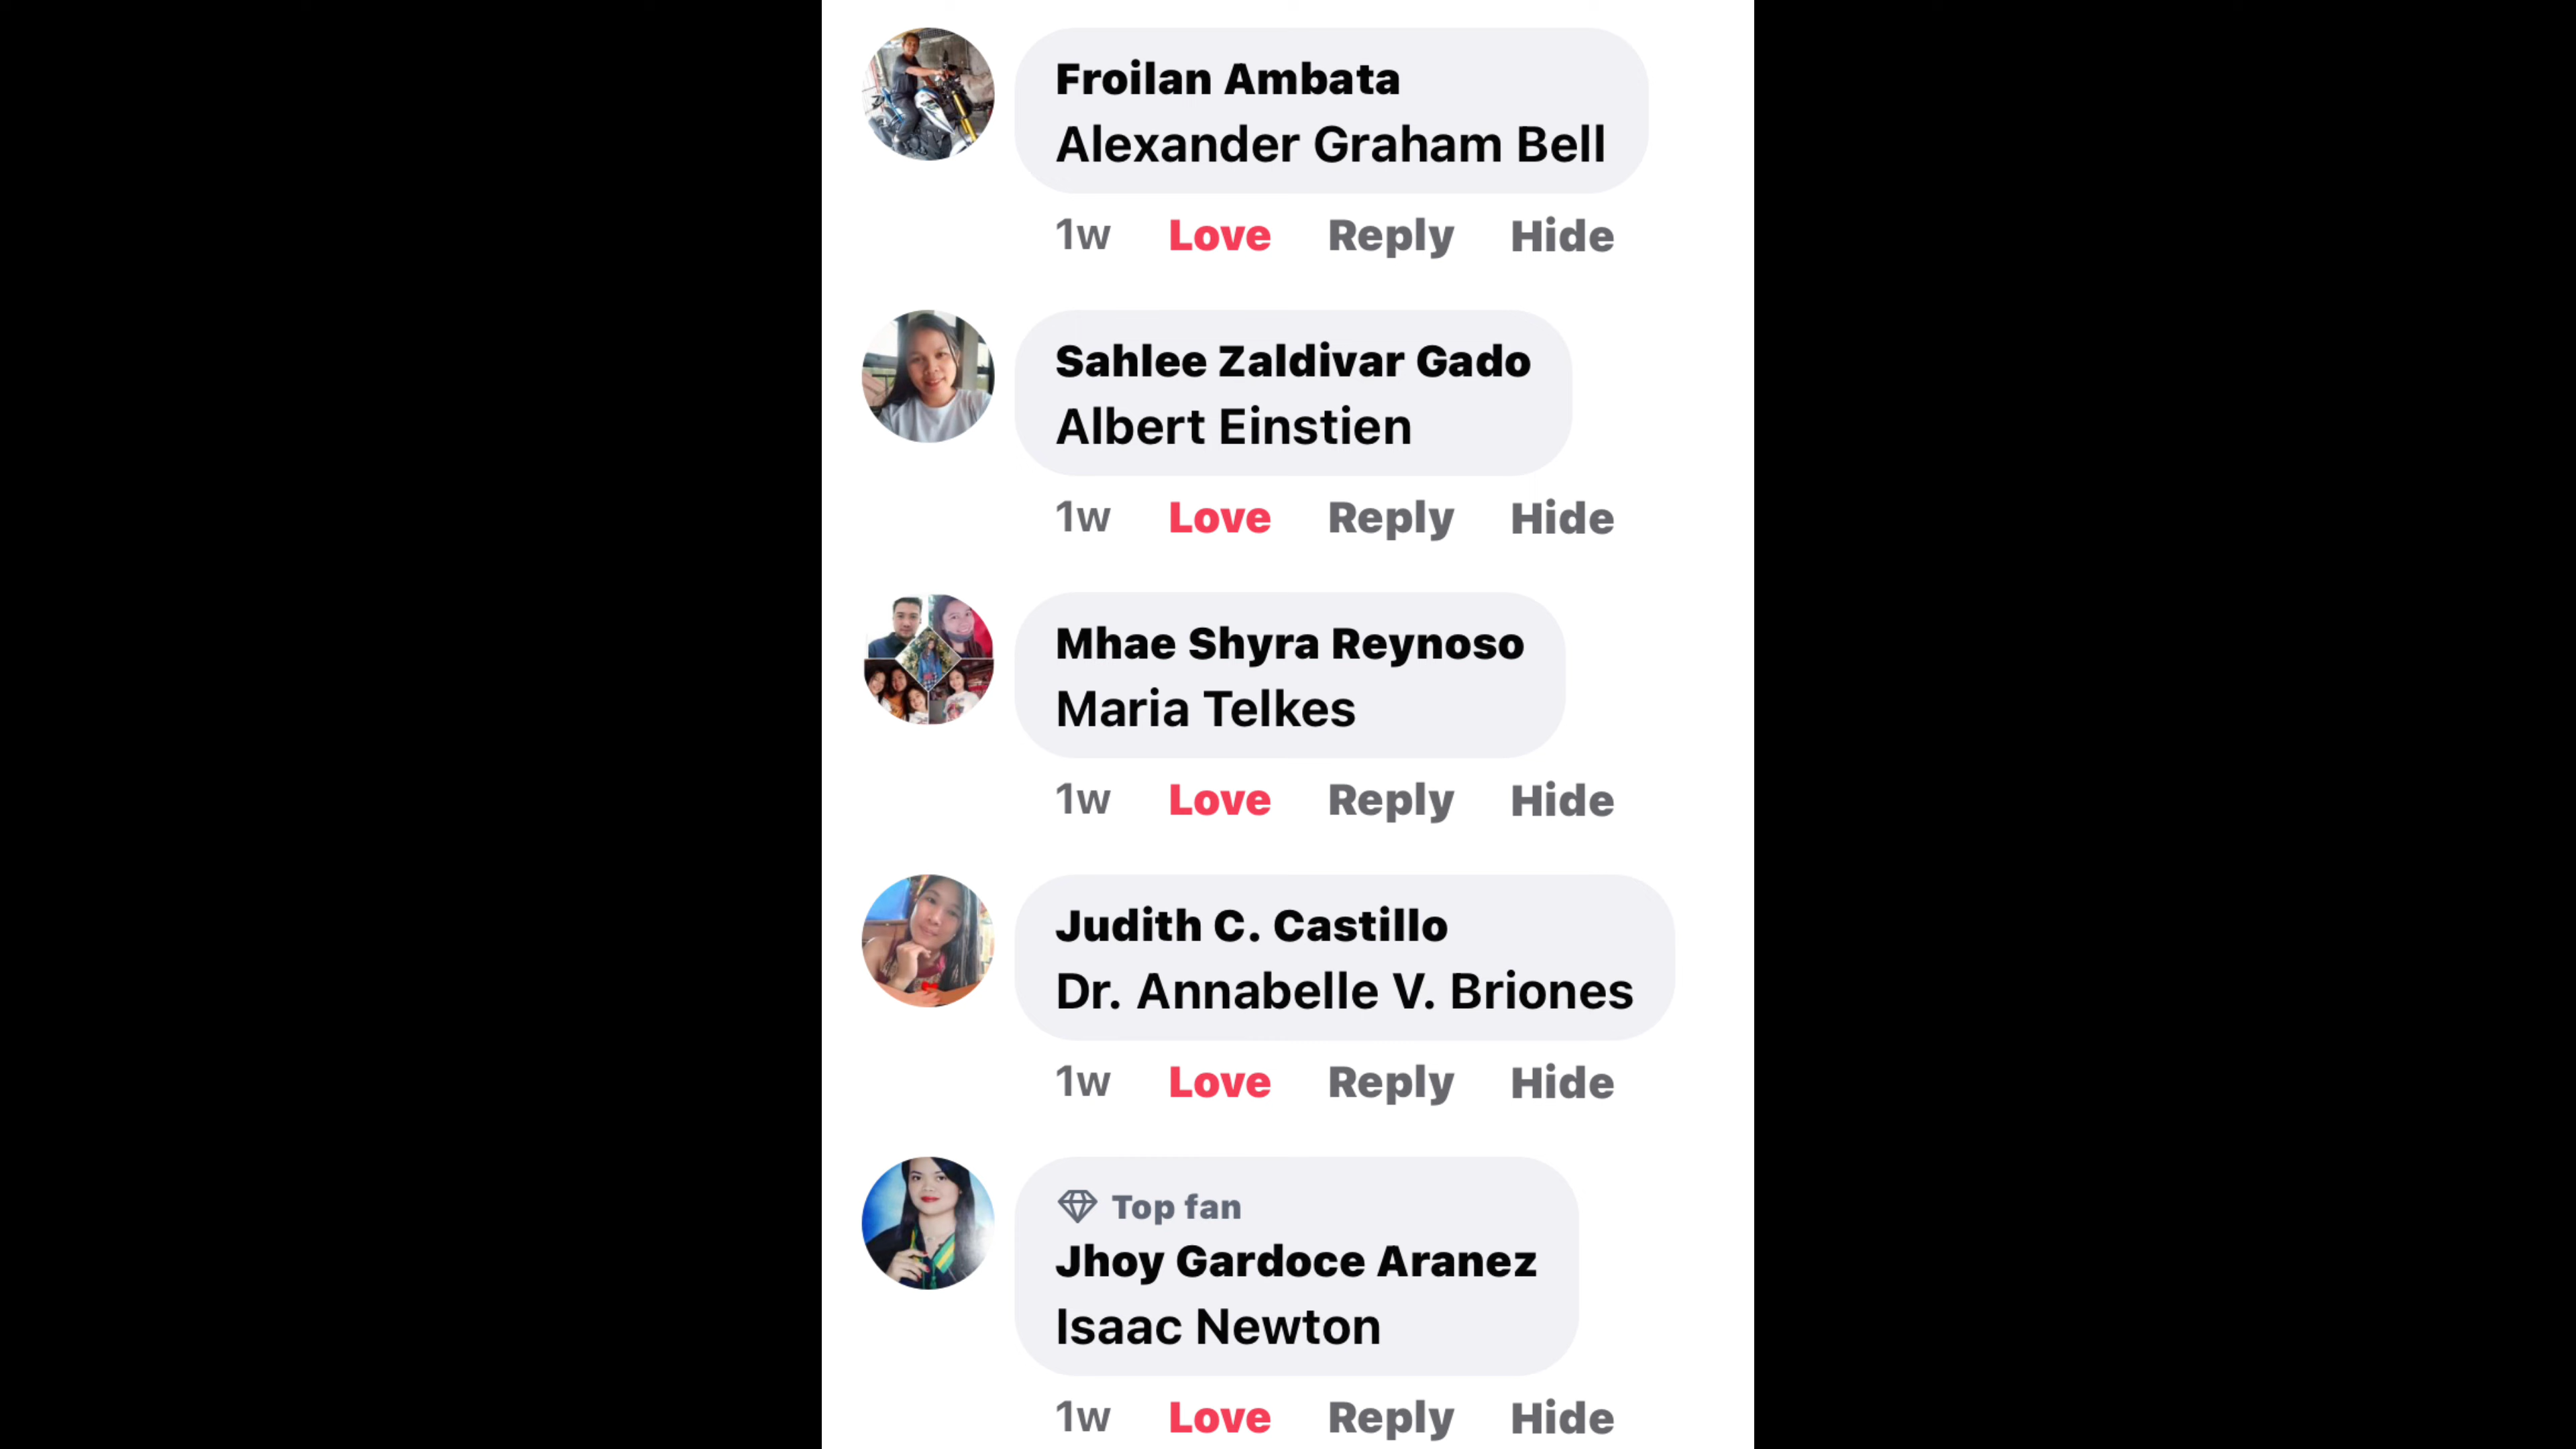 Froilan Ambata
Alexander Graham Bell
1w Love Reply Hide
Sahlee Zaldivar Gado
Albert Einstien
1w Love Reply Hide
Mhae Shyra Reynoso
Maria Telkes
1w Love Reply Hide
Judith C. Castillo
Dr. Annabelle V. Briones
1w Love Reply Hide
Top fan
Jhoy Gardoce Aranez
Isaac Newton
1w Love Reply Hide